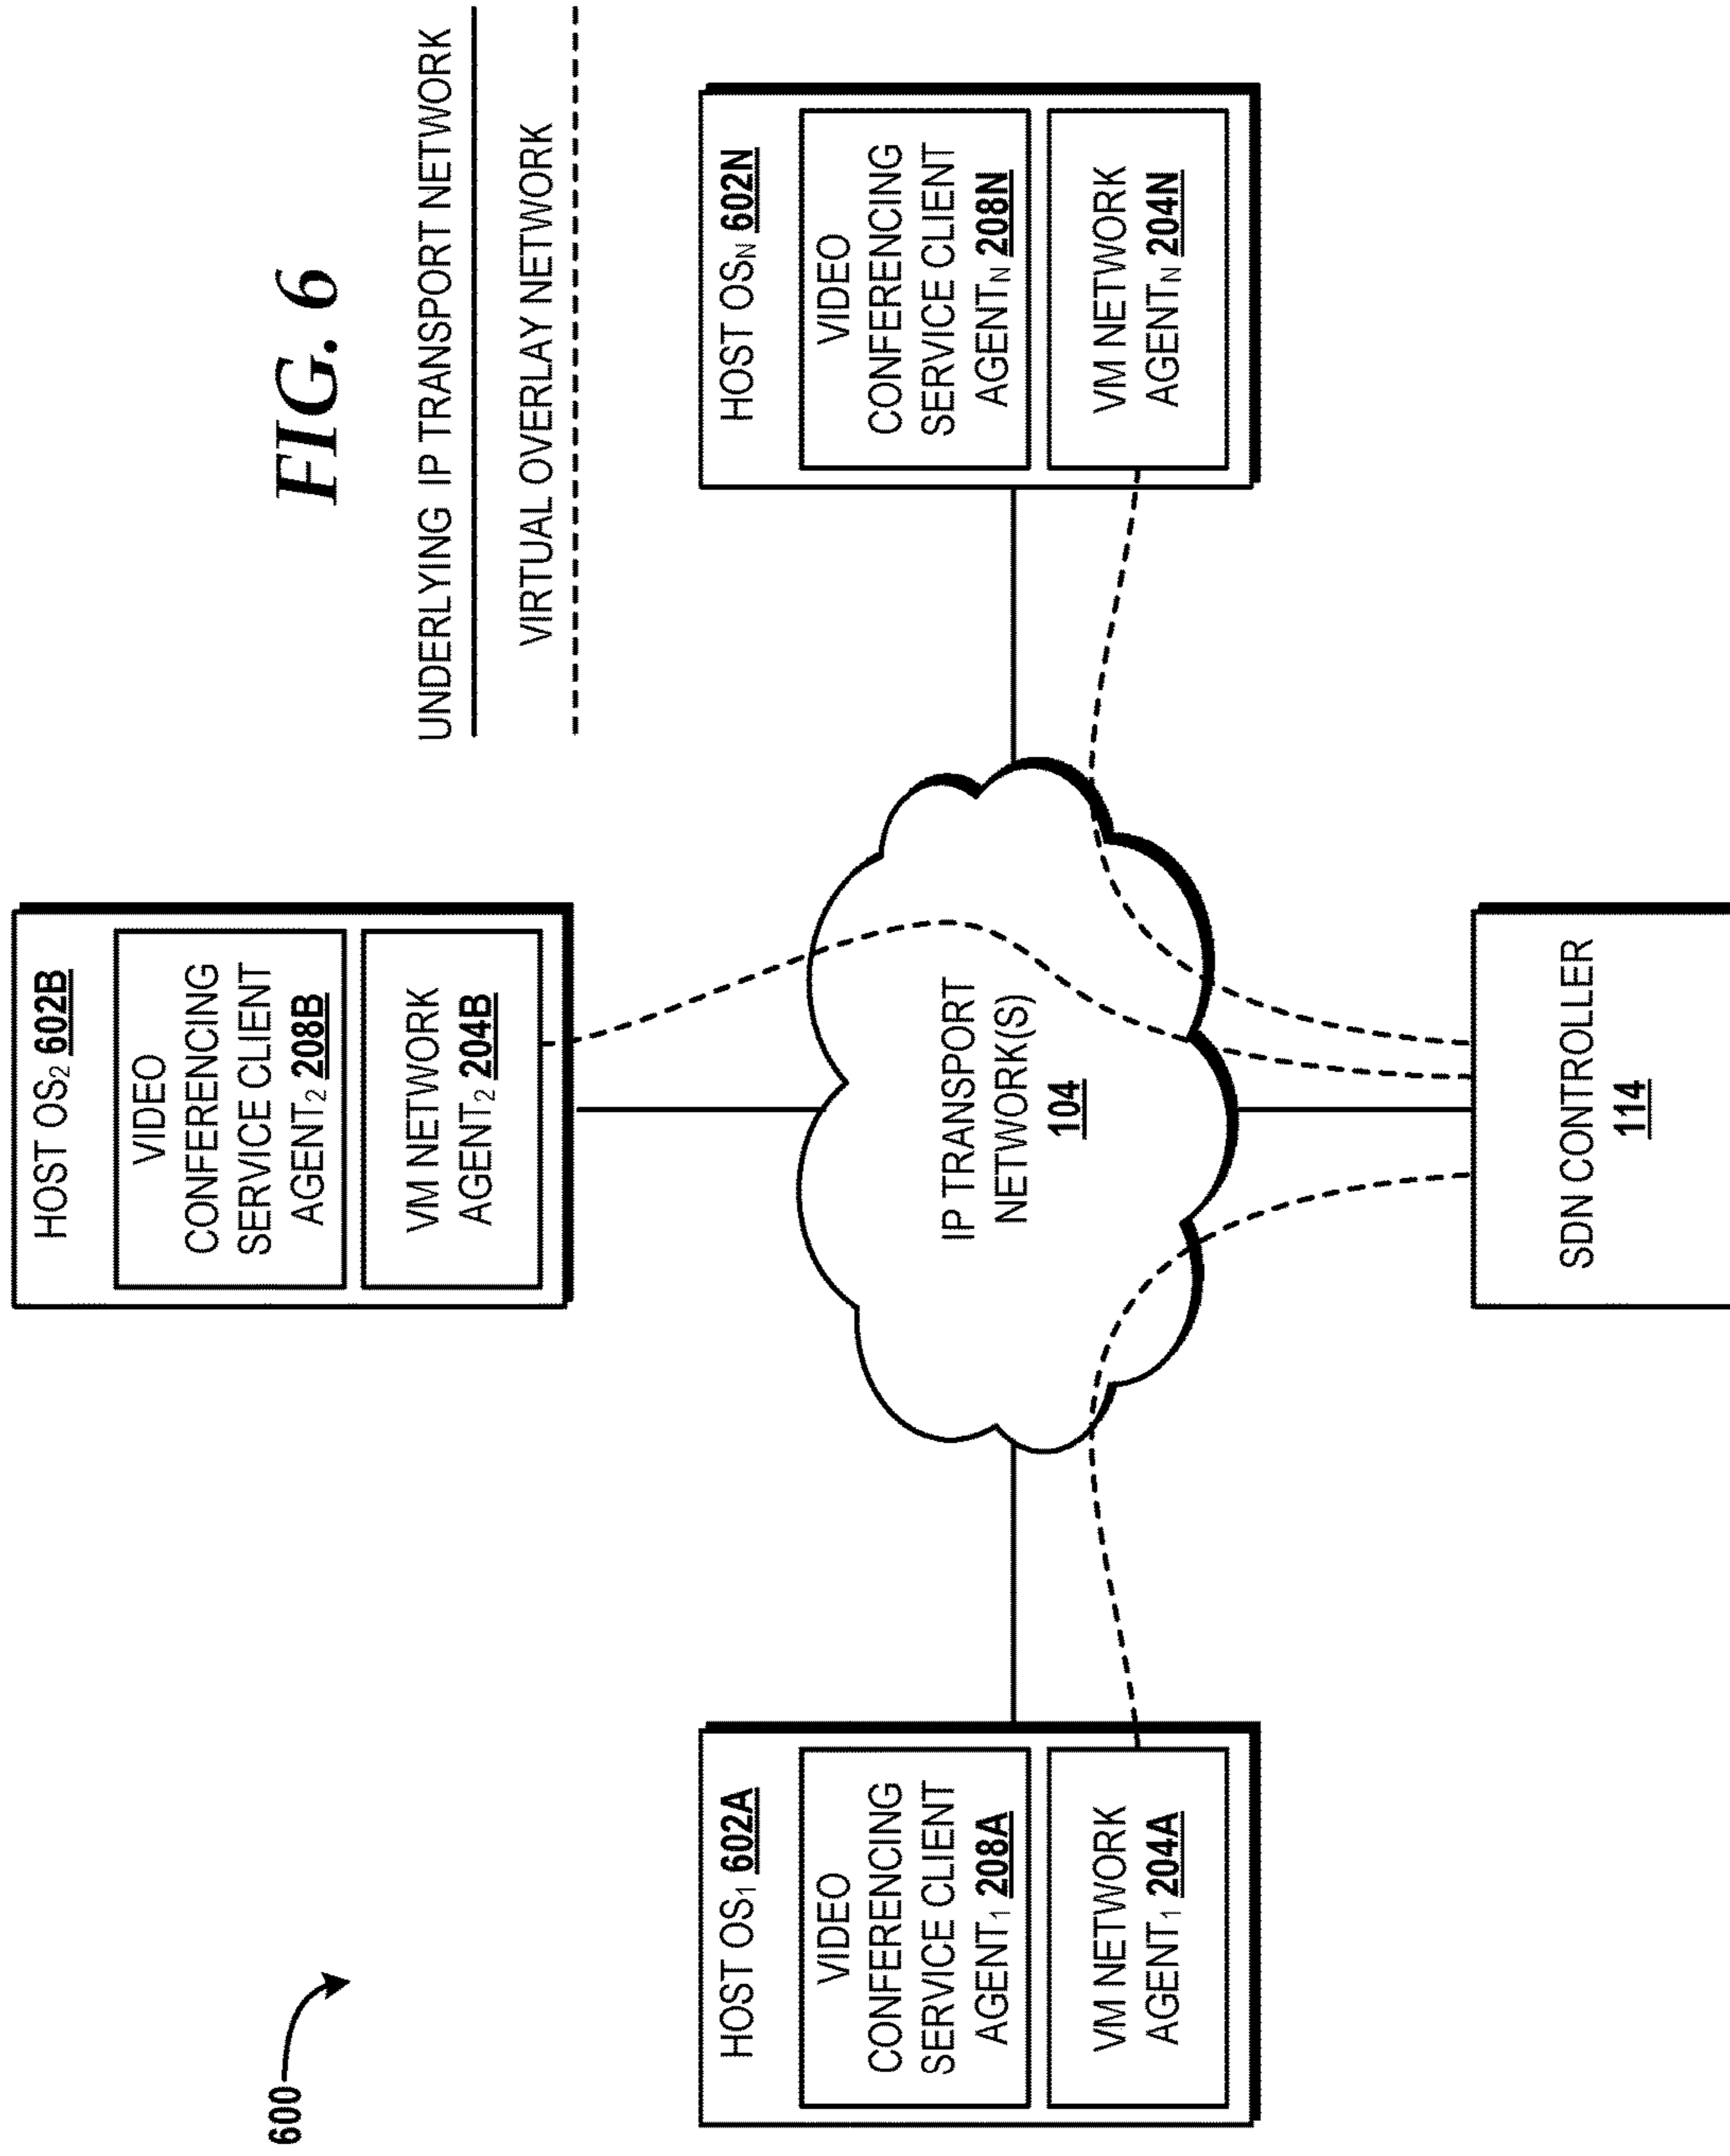 600
FIG. 6
UNDERLYING IP TRANSPORT NETWORK
VIRTUAL OVERLAY NETWORK
HOST OS₂ 602B
VIDEO
CONFERENCING
SERVICE CLIENT
AGENT₂ 208B
VM NETWORK
AGENT₂ 204B
HOST OS₁ 602A
VIDEO
CONFERENCING
SERVICE CLIENT
AGENT₁ 208A
VM NETWORK
AGENT₁ 204A
IP TRANSPORT
NETWORK(S)
104
HOST OSN 602N
VIDEO
CONFERENCING
SERVICE CLIENT
AGENTN 208N
VM NETWORK
AGENTN 204N
SDN CONTROLLER
114